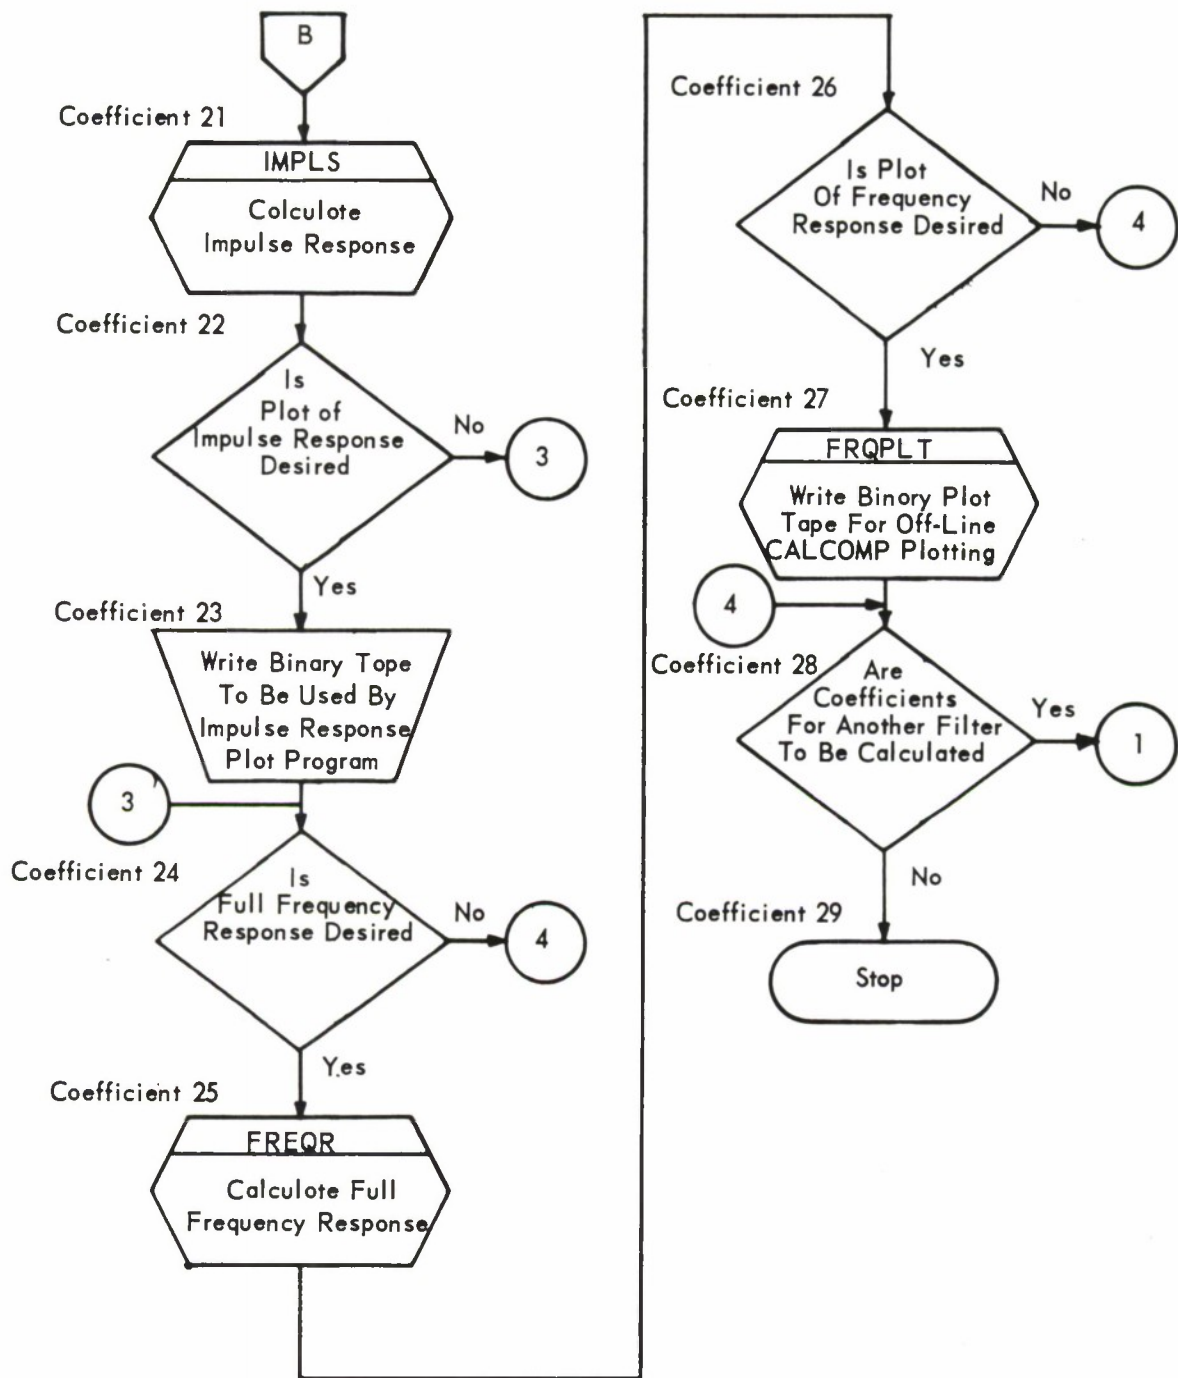 B
Coefficient 21
IMPLS
Colculate
Impulse Response
Coefficient 22
Is
Plot of
Impulse Response
Desired
No
3
Yes
Coefficient 23
Write Binary Tope
To Be Used By
Impulse Response
Plot Program
3
Coefficient 24
Is
Full Frequency
Response Desired
No
4
Yes
Coefficient 25
FREQR
Calculate Full
Frequency Response
Coefficient 26
Is Plot
Of Frequency
Response Desired
No
4
Yes
Coefficient 27
FRQPLT
Write Binary Plot
Tape For Off-Line
CALCOMP Plotting
4
Coefficient 28
Are
Coefficients
For Another Filter
To Be Calculated
Yes
1
No
Coefficient 29
Stop